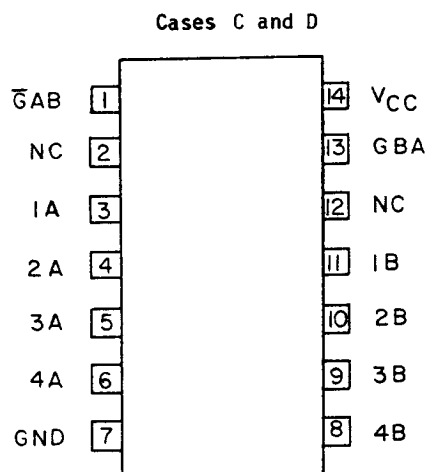 Cases C and D
G̅AB 1 14 VCC
NC 2 13 GBA
1A 3 12 NC
2A 4 11 1B
3A 5 10 2B
4A 6 9 3B
GND 7 8 4B